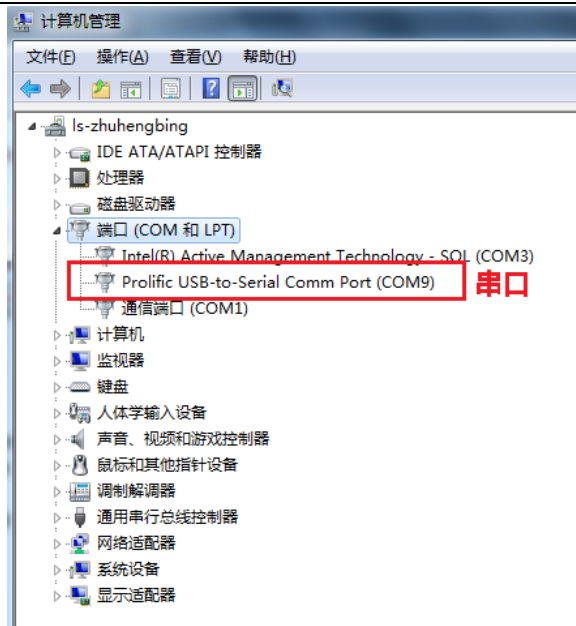 计算机管理
文件(F) 操作(A) 查看(V) 帮助(H)
ls-zhuhengbing
IDE ATA/ATAPI 控制器
处理器
磁盘驱动器
端口 (COM 和 LPT)
Intel(R) Active Management Technology - SOL (COM3)
Prolific USB-to-Serial Comm Port (COM9) 串口
通信端口 (COM1)
计算机
监视器
键盘
人体学输入设备
声音、视频和游戏控制器
鼠标和其他指针设备
调制解调器
通用串行总线控制器
网络适配器
系统设备
显示适配器